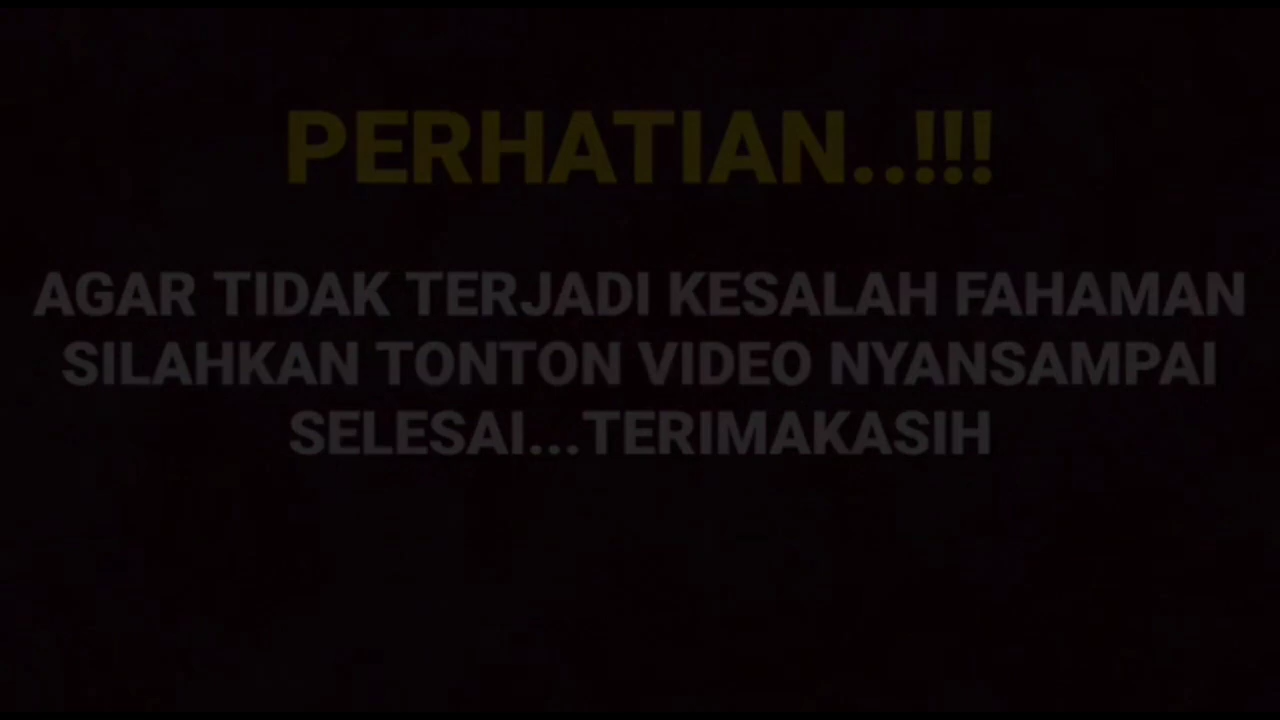 PERHATIAN..!!!
AGAR TIDAK TERJADI KESALAH FAHAMAN
SILAHKAN TONTON VIDEO NYANSAMPAI
SELESAI...TERIMAKASIH